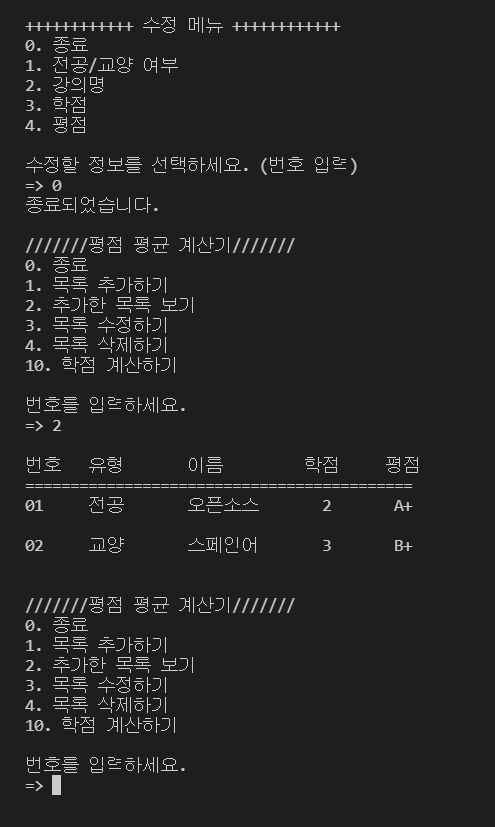 ++++++++++++ 수정 메뉴 ++++++++++++
0. 종료
1. 전공/교양 여부
2. 강의명
3. 학점
4. 평점
수정할 정보를 선택하세요. (번호 입력)
=> 0
종료되었습니다.
///////평점 평균 계산기///////
0. 종료
1. 목록 추가하기
2. 추가한 목록 보기
3. 목록 수정하기
4. 목록 삭제하기
10. 학점 계산하기
번호를 입력하세요.
=> 2
번호 유형 이름 학점 평점
===========================================
01 전공 오픈소스 2 A+
02 교양 스페인어 3 B+
///////평점 평균 계산기///////
0. 종료
1. 목록 추가하기
2. 추가한 목록 보기
3. 목록 수정하기
4. 목록 삭제하기
10. 학점 계산하기
번호를 입력하세요.
=>